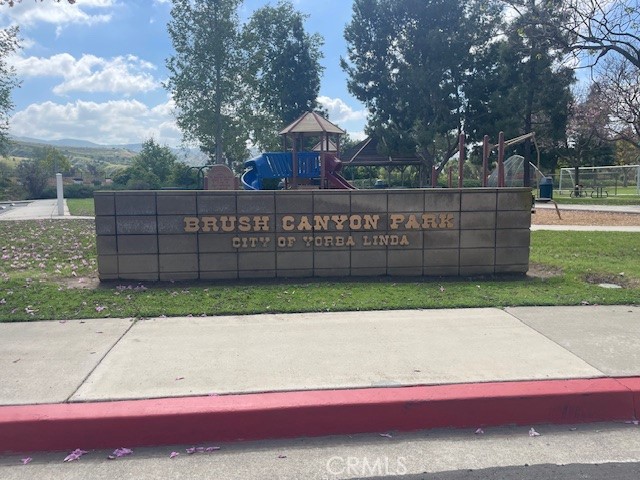 BRUSH CANYON PARK
CITY OF YORBA LINDA
CRMLS